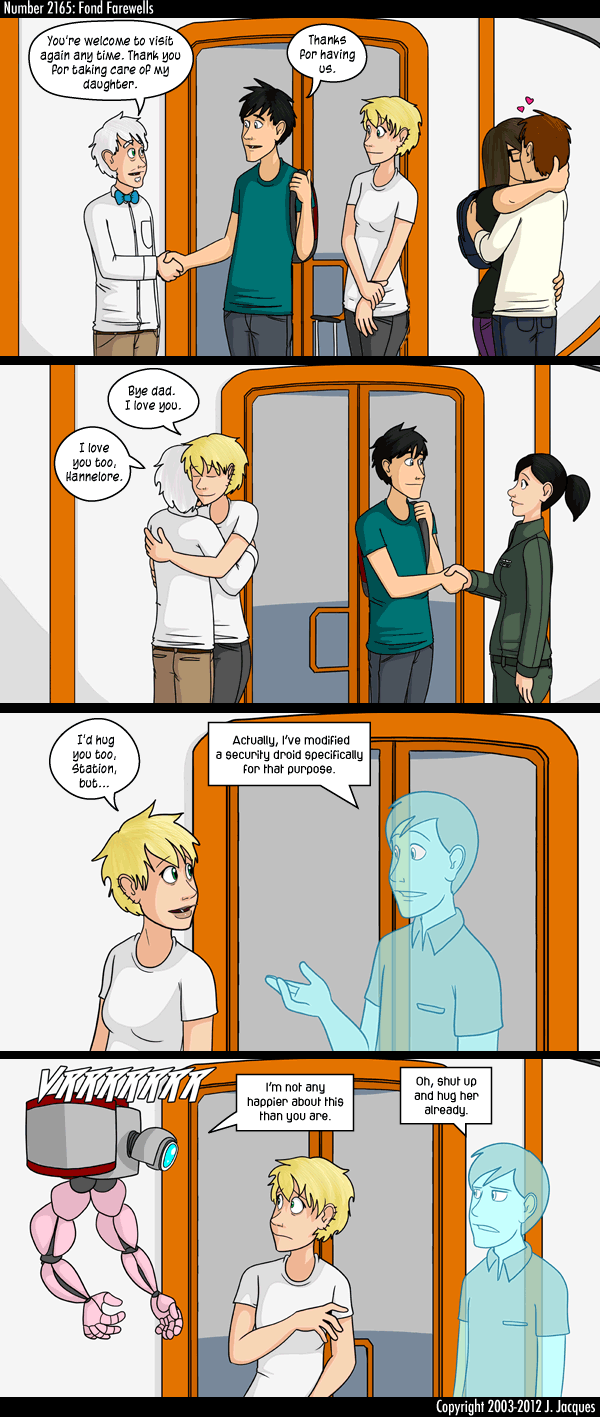 Number 2165: Fond Farewells
You're welcome to visit
again any time. Thank you
for taking care of my
daughter.
Thanks
for having
us.
Bye dad.
I love you.
I love
you too,
Hannelore.
I'd hug
you too,
Station,
but...
Actually, I've modified
a security droid specifically
for that purpose.
VRRRRRRR
I'm not any
happier about this
than you are.
Oh, shut up
and hug her
already.
Copyright 2003-2012 J. Jacques